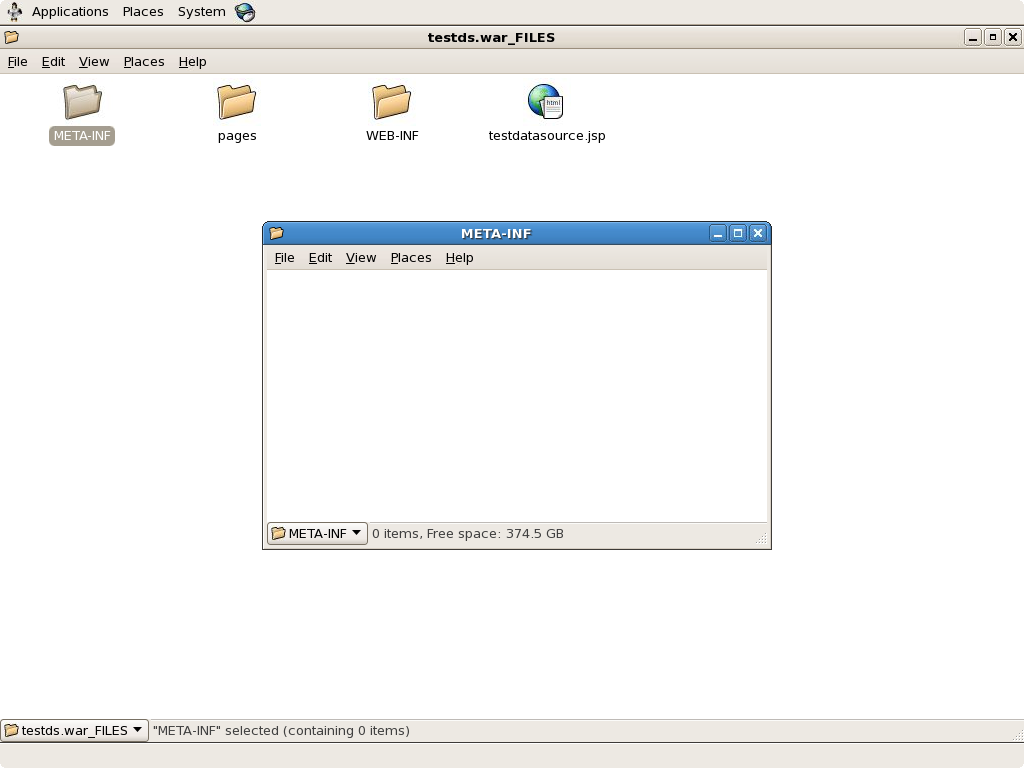 Applications Places System
testds.war_FILES
File Edit View Places Help
META-INF pages WEB-INF testdatasource.jsp
html
META-INF
File Edit View Places Help
META-INF 0 items, Free space: 374.5 GB
testds.war_FILES "META-INF" selected (containing 0 items)